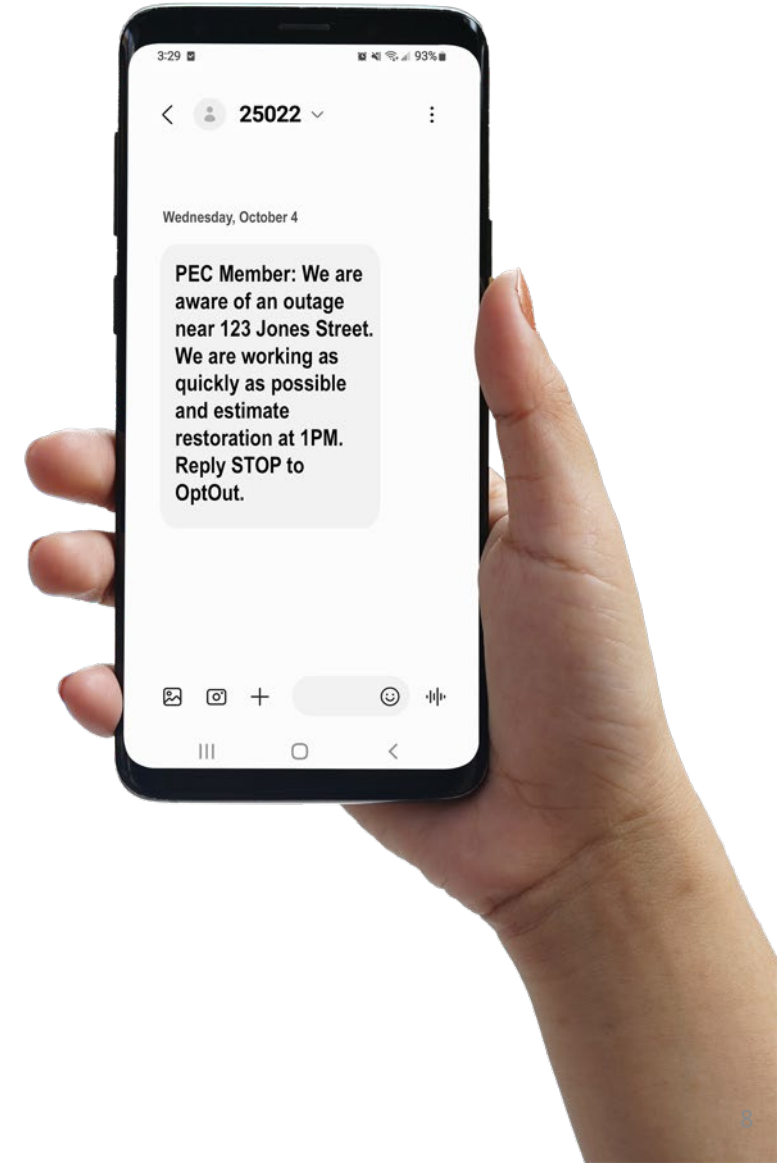 3:29 93%
25022
Wednesday, October 4
PEC Member: We are
aware of an outage
near 123 Jones Street.
We are working as
quickly as possible
and estimate
restoration at 1PM.
Reply STOP to
OptOut.
8